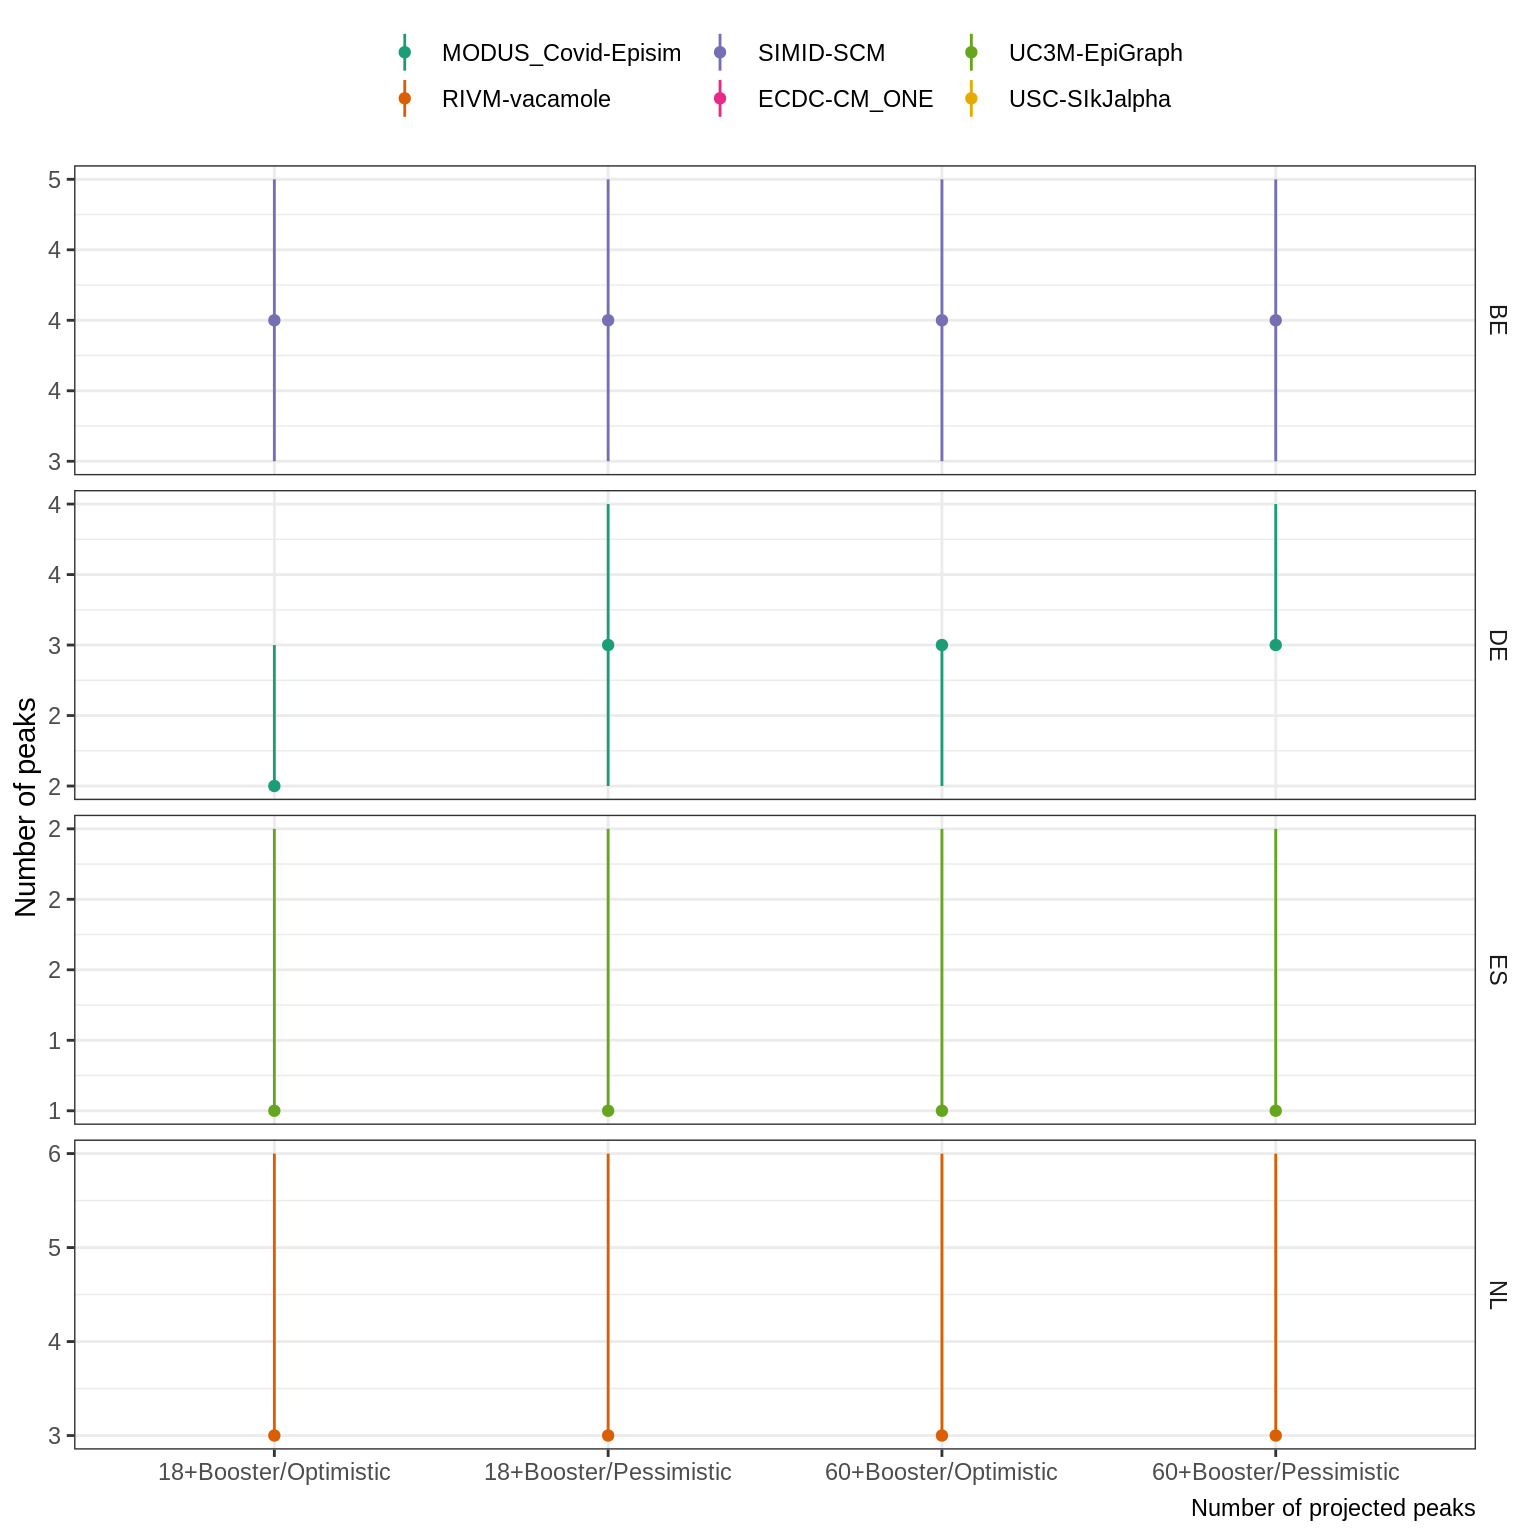 MODUS_Covid-Episim SIMID-SCM UC3M-EpiGraph
RIVM-vacamole ECDC-CM_ONE USC-SIkJalpha
Number of peaks
5
4
4
4
3
BE
4
4
3
2
2
DE
2
2
2
1
1
ES
6
5
4
3
NL
18+Booster/Optimistic 18+Booster/Pessimistic 60+Booster/Optimistic 60+Booster/Pessimistic
Number of projected peaks